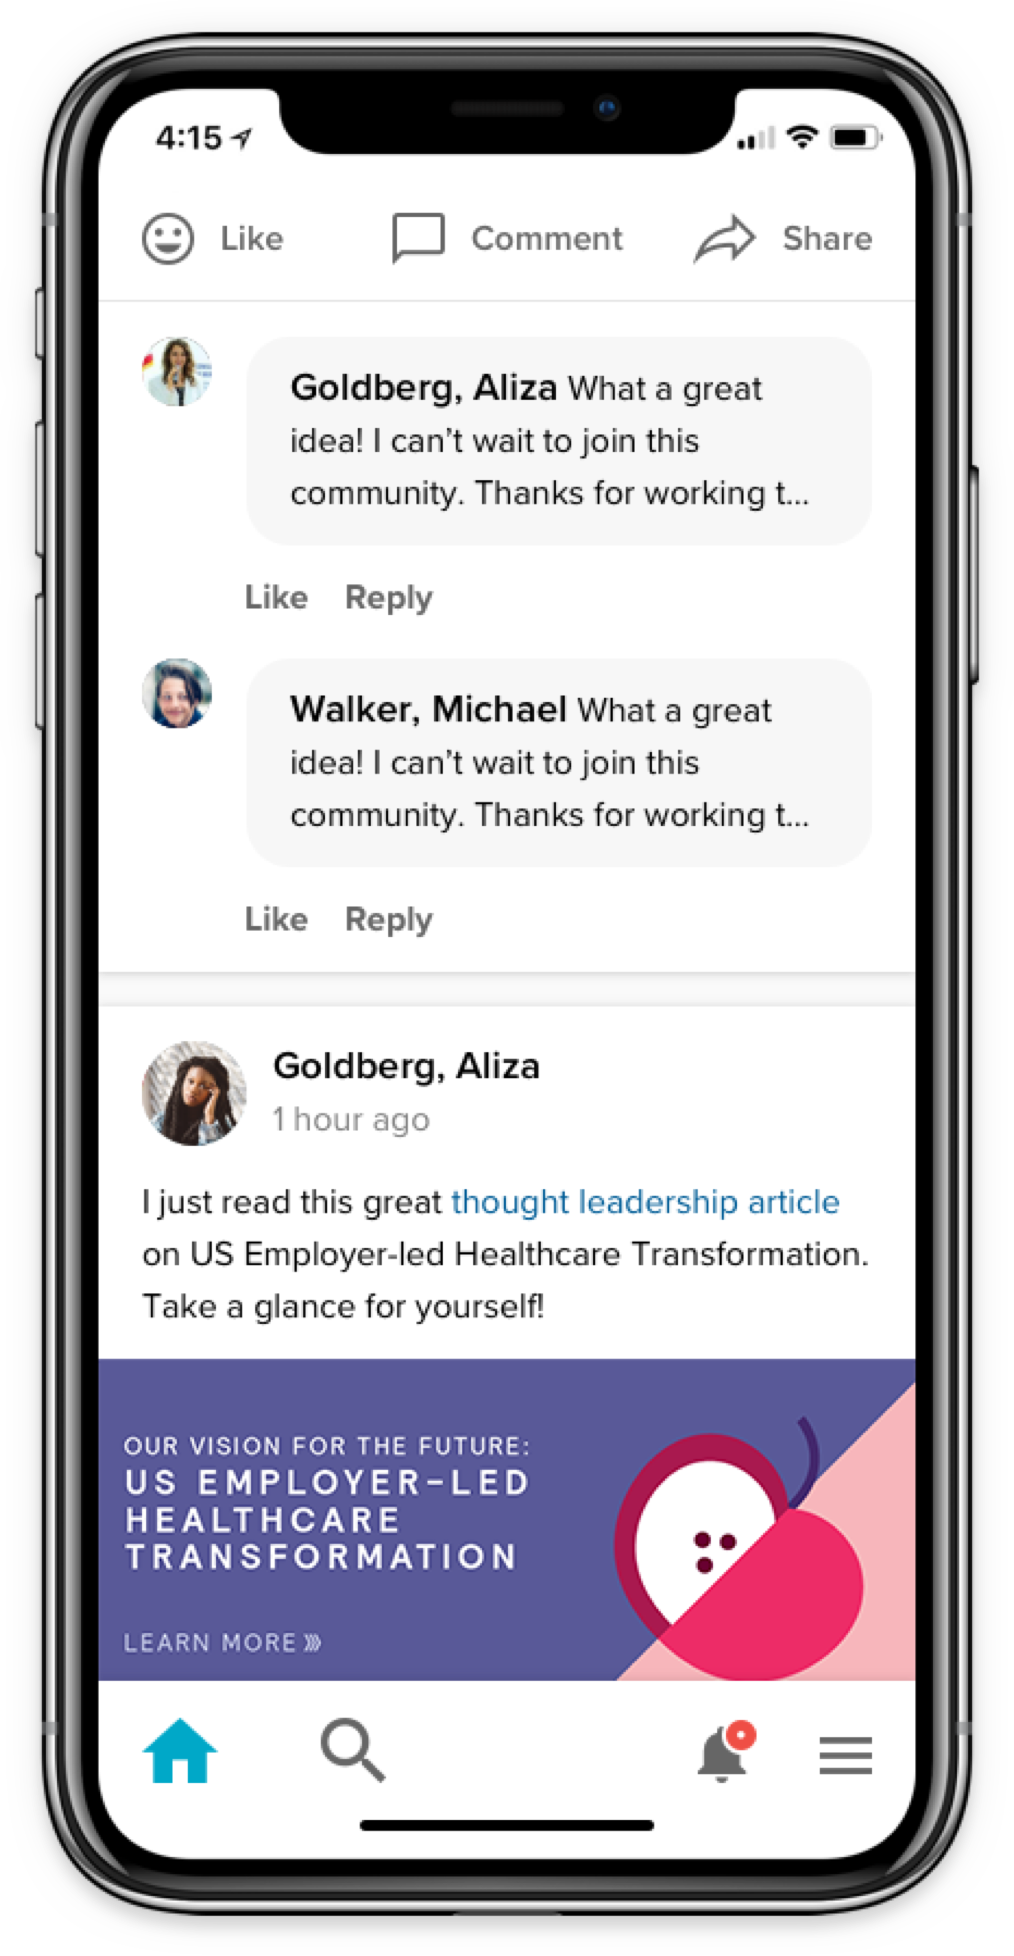 4:15
Like Comment Share
Goldberg, Aliza What a great
idea! I can't wait to join this
community. Thanks for working t...
Like Reply
Walker, Michael What a great
idea! I can't wait to join this
community. Thanks for working t...
Like Reply
Goldberg, Aliza
1 hour ago
I just read this great thought leadership article
on US Employer-led Healthcare Transformation.
Take a glance for yourself!
OUR VISION FOR THE FUTURE:
US EMPLOYER-LED
HEALTHCARE
TRANSFORMATION
LEARN MORE